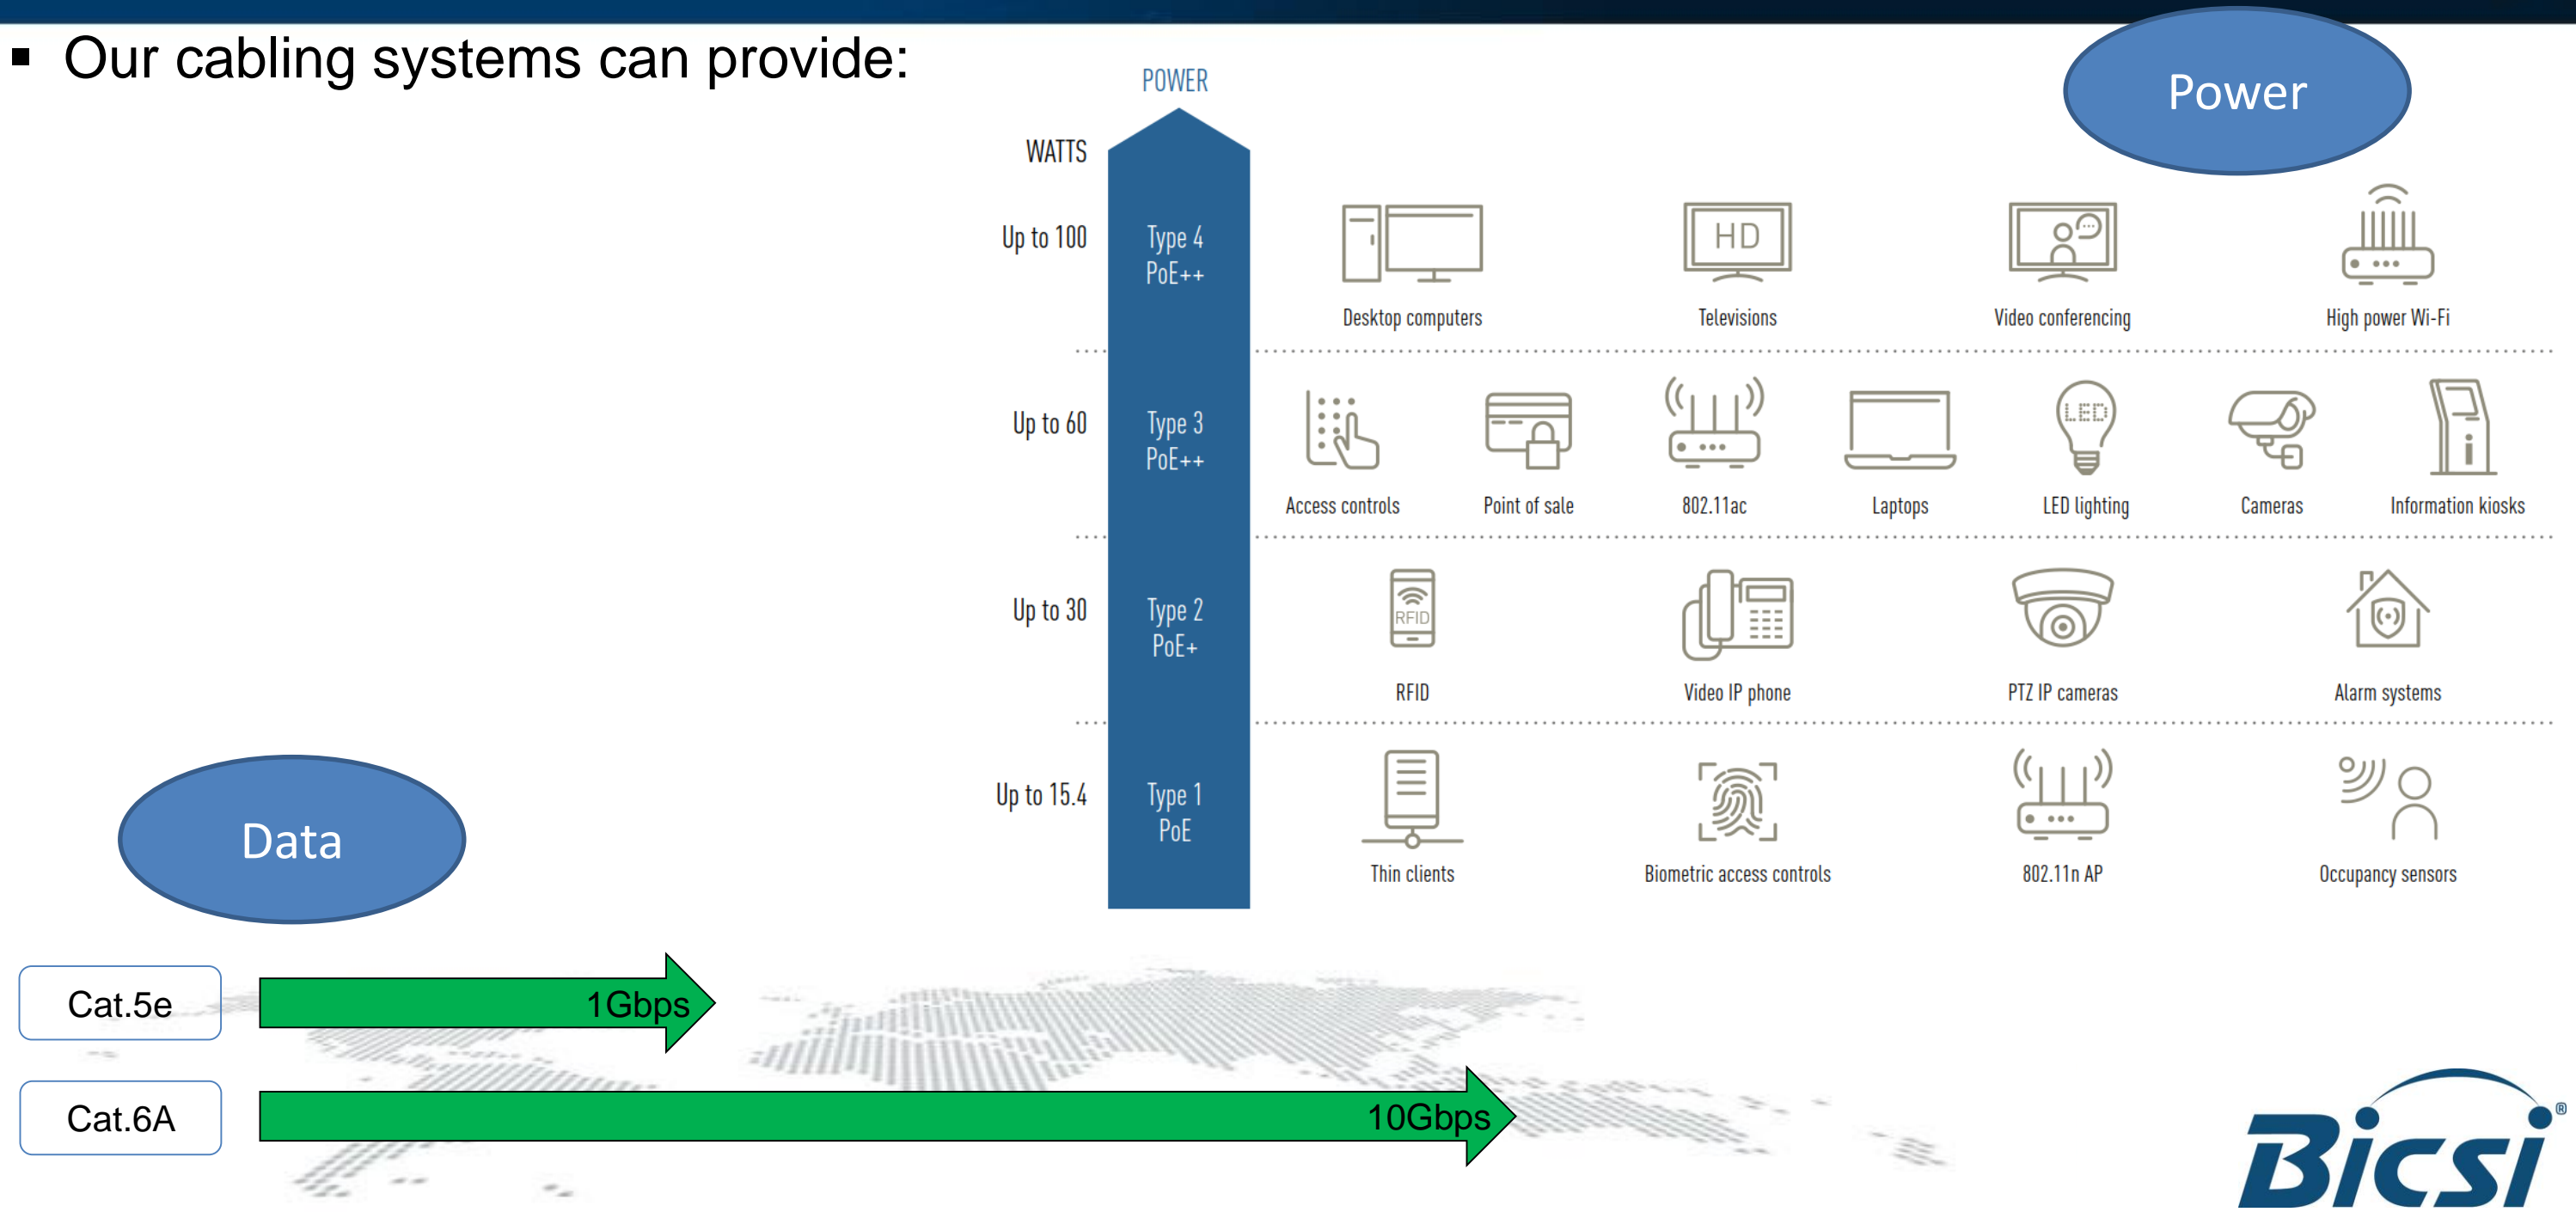 ▪ Our cabling systems can provide:
Power
POWER
WATTS
Up to 100
Type 4
PoE++
HD
Desktop computers
Televisions
Video conferencing
High power Wi-Fi
Up to 60
Type 3
PoE++
LED
Access controls
Point of sale
802.11ac
Laptops
LED lighting
Cameras
Information kiosks
Up to 30
Type 2
PoE+
RFID
RFID
Video IP phone
PTZ IP cameras
Alarm systems
Up to 15.4
Type 1
PoE
Thin clients
Biometric access controls
802.11n AP
Occupancy sensors
Data
Cat.5e
1Gbps
Cat.6A
10Gbps
Bicsi®